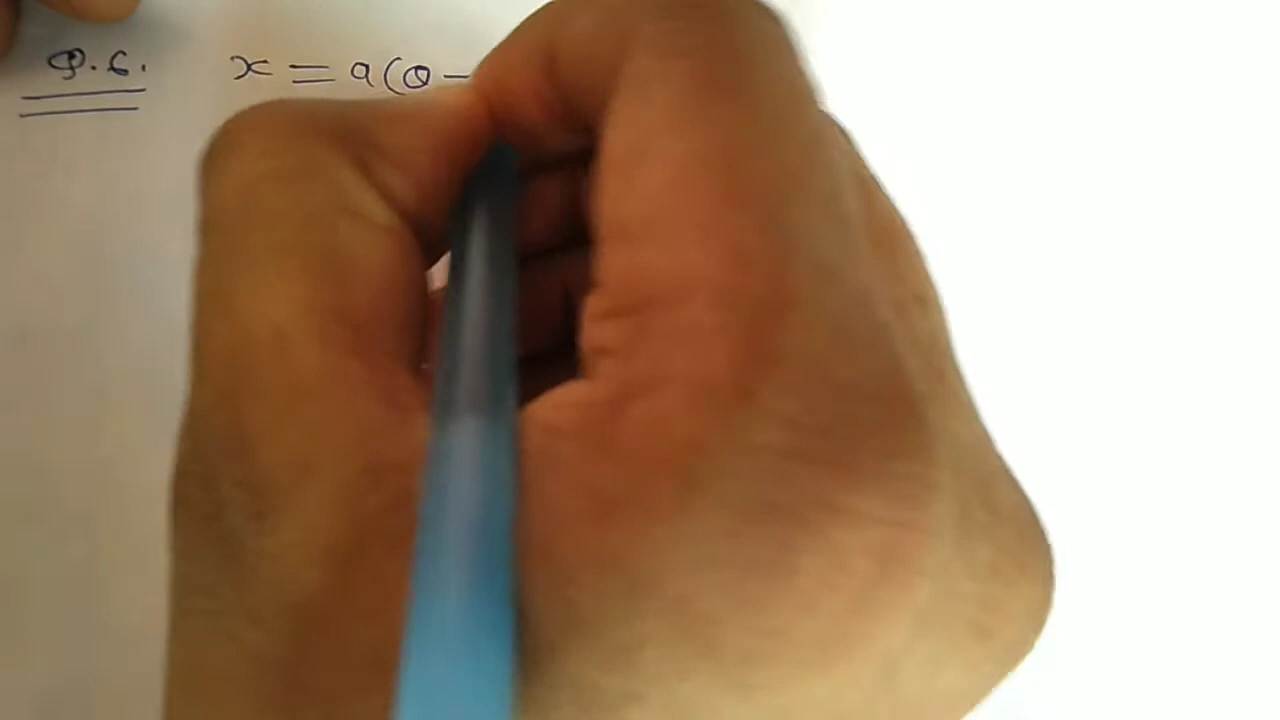 Q.6. x = a(θ -